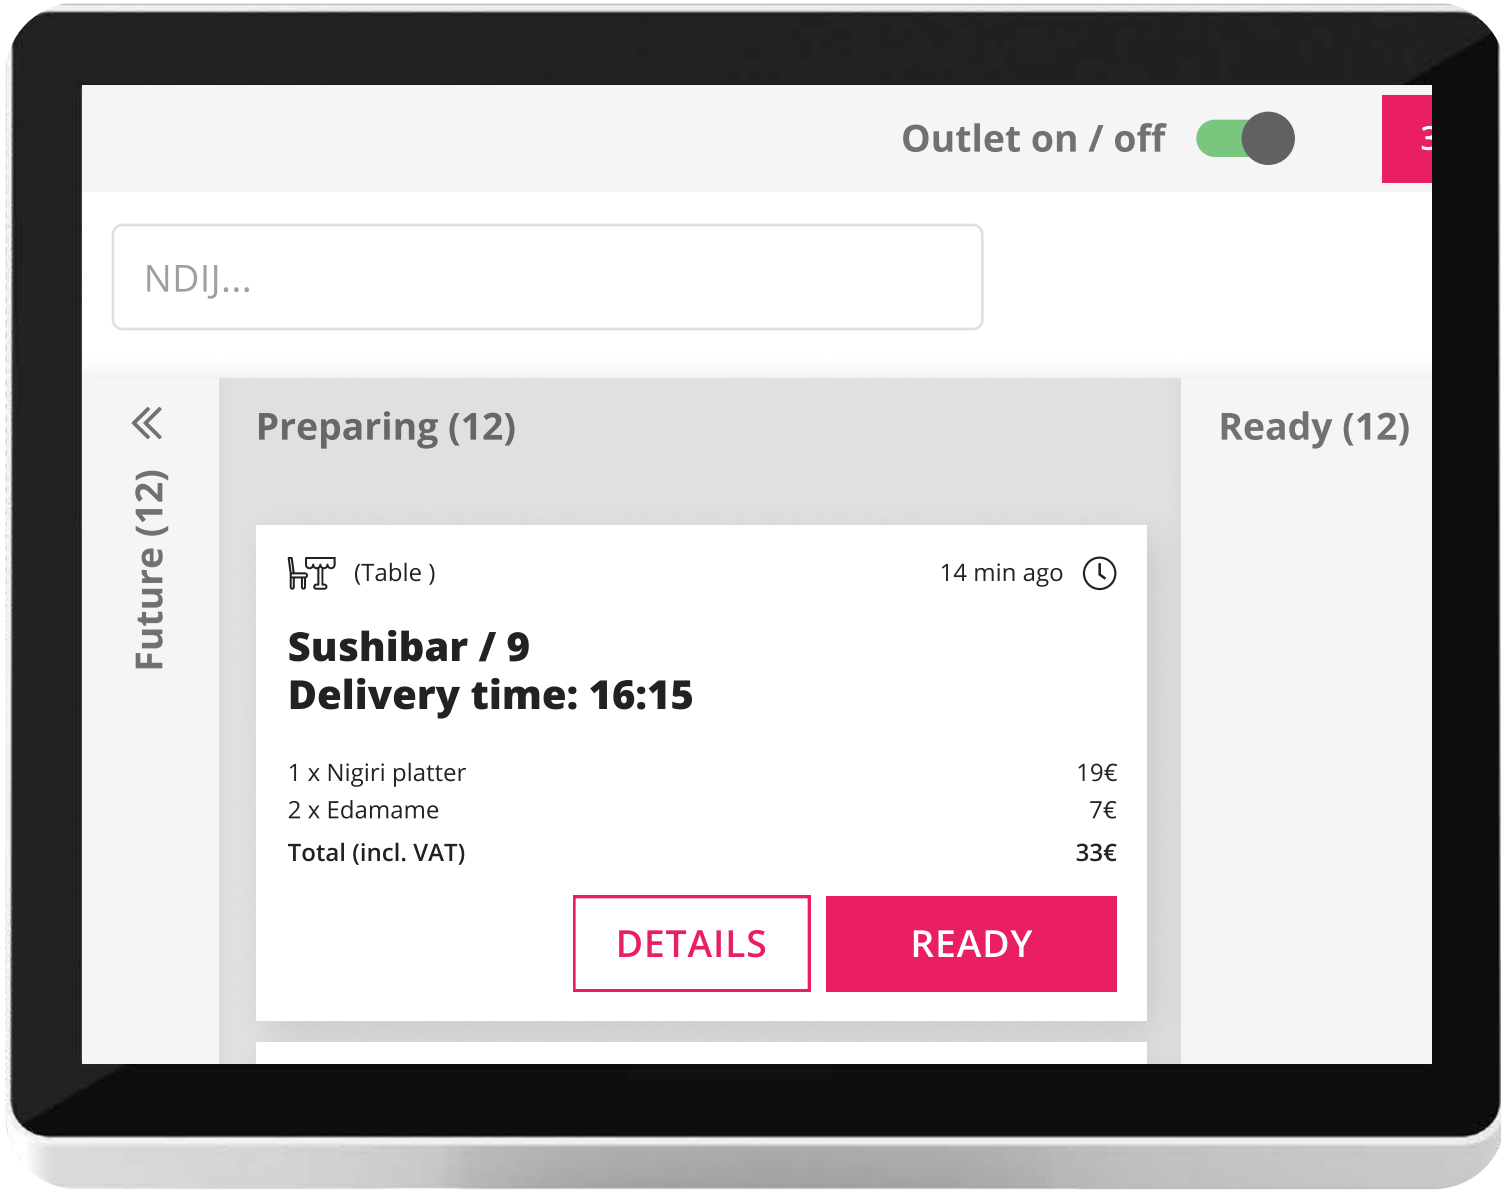 Outlet on / off
3
NDIJ...
Future (12)
Preparing (12)
Ready (12)
(Table )
14 min ago
Sushibar / 9
Delivery time: 16:15
1 x Nigiri platter 19€
2 x Edamame 7€
Total (incl. VAT) 33€
DETAILS
READY